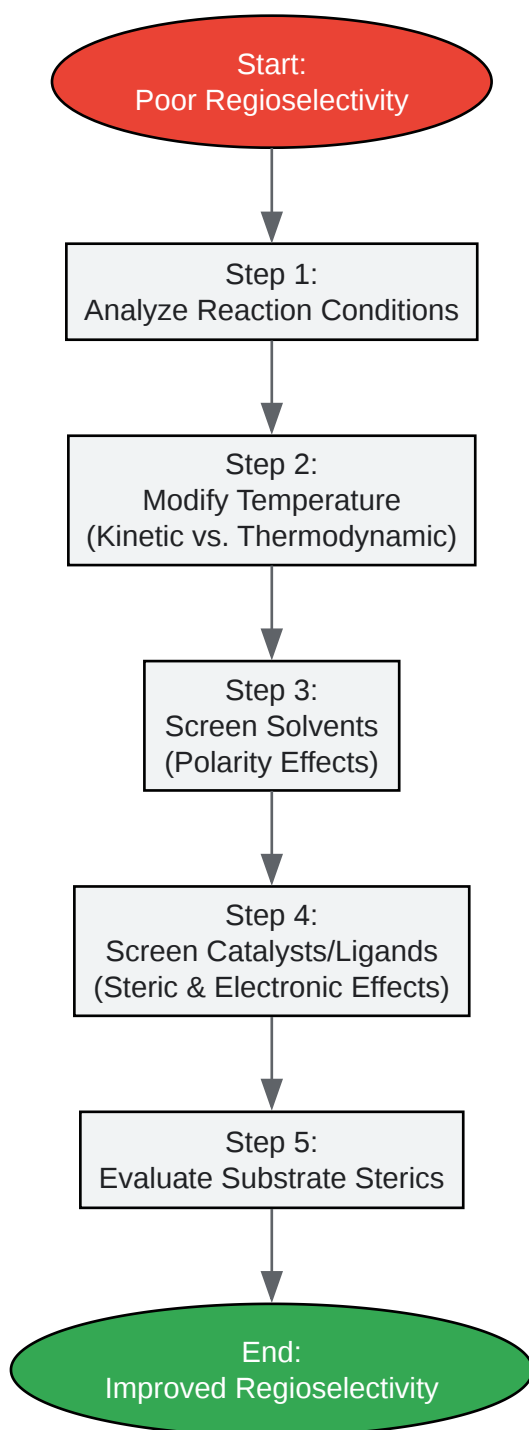 Start:
Poor Regioselectivity
Step 1:
Analyze Reaction Conditions
Step 2:
Modify Temperature
(Kinetic vs. Thermodynamic)
Step 3:
Screen Solvents
(Polarity Effects)
Step 4:
Screen Catalysts/Ligands
(Steric & Electronic Effects)
Step 5:
Evaluate Substrate Sterics
End:
Improved Regioselectivity